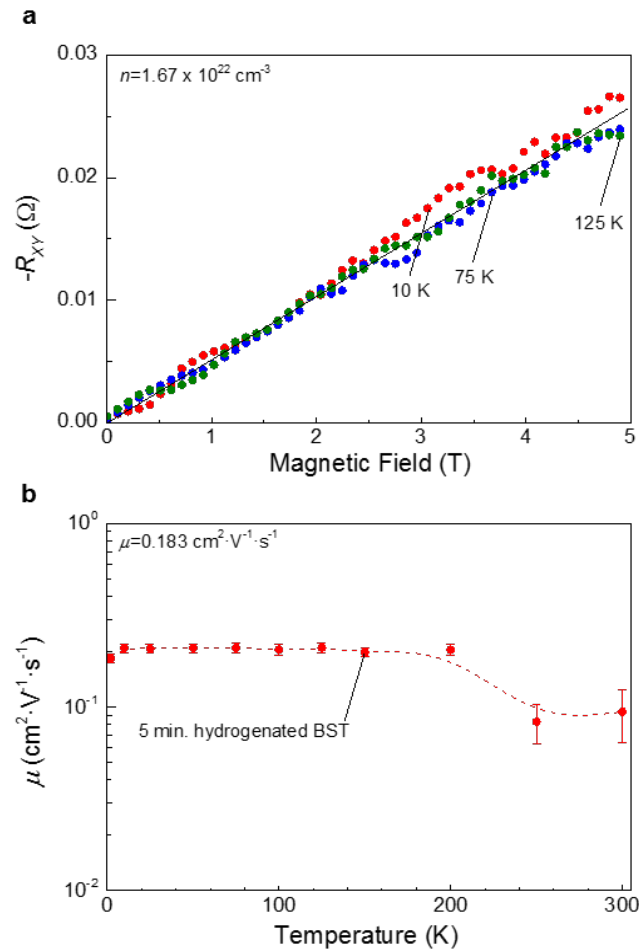 a
n=1.67 x 10²² cm⁻³
0.03
0.02
0.01
0.00
-R_XY (Ω)
10 K
75 K
125 K
0 1 2 3 4 5
Magnetic Field (T)
b
μ=0.183 cm²·V⁻¹·s⁻¹
10⁰
10⁻¹
10⁻²
μ (cm²·V⁻¹·s⁻¹)
5 min. hydrogenated BST
0 100 200 300
Temperature (K)